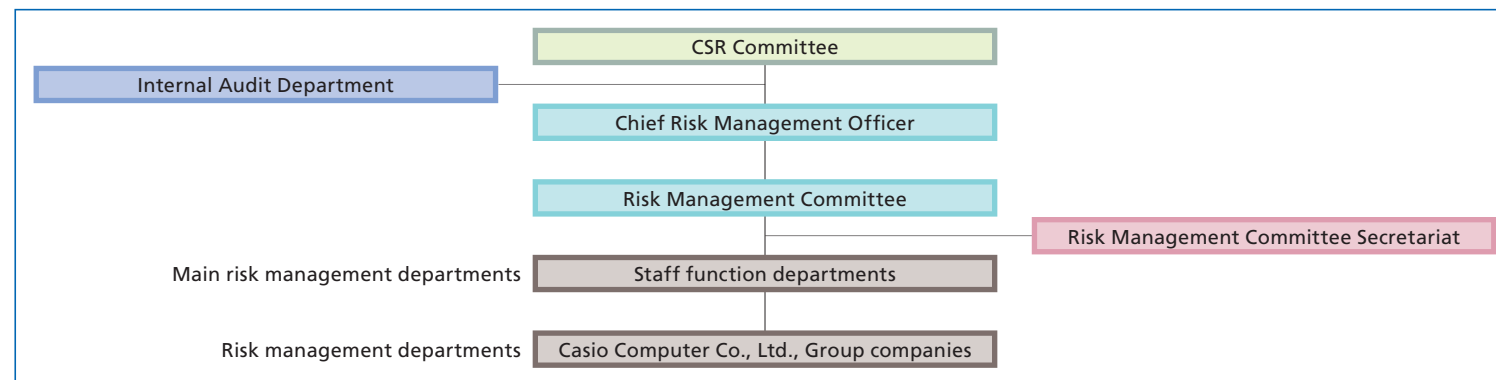 CSR Committee
Internal Audit Department
Chief Risk Management Officer
Risk Management Committee
Risk Management Committee Secretariat
Main risk management departments
Staff function departments
Risk management departments
Casio Computer Co., Ltd., Group companies